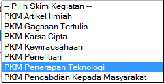 -- Pilih Skim Kegiatan --
PKM Artikel Ilmiah
PKM Gagasan Tertulis
PKM Karsa Cipta
PKM Kewirausahaan
PKM Penelitian
PKM Penerapan Teknologi
PKM Pengabdian Kepada Masyarakat